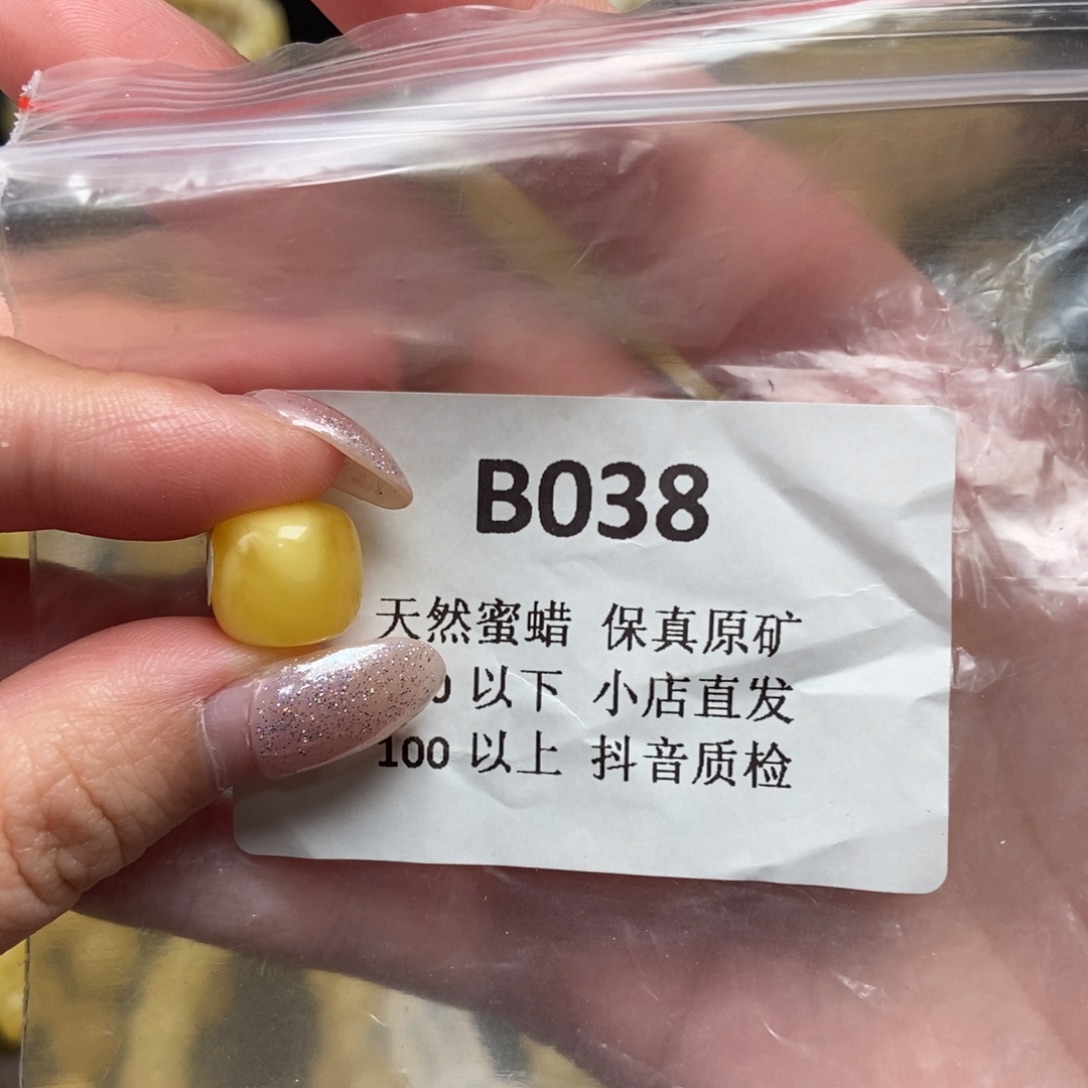 B038
天然蜜蜡 保真原矿
0 以下 小店直发
100 以上 抖音质检